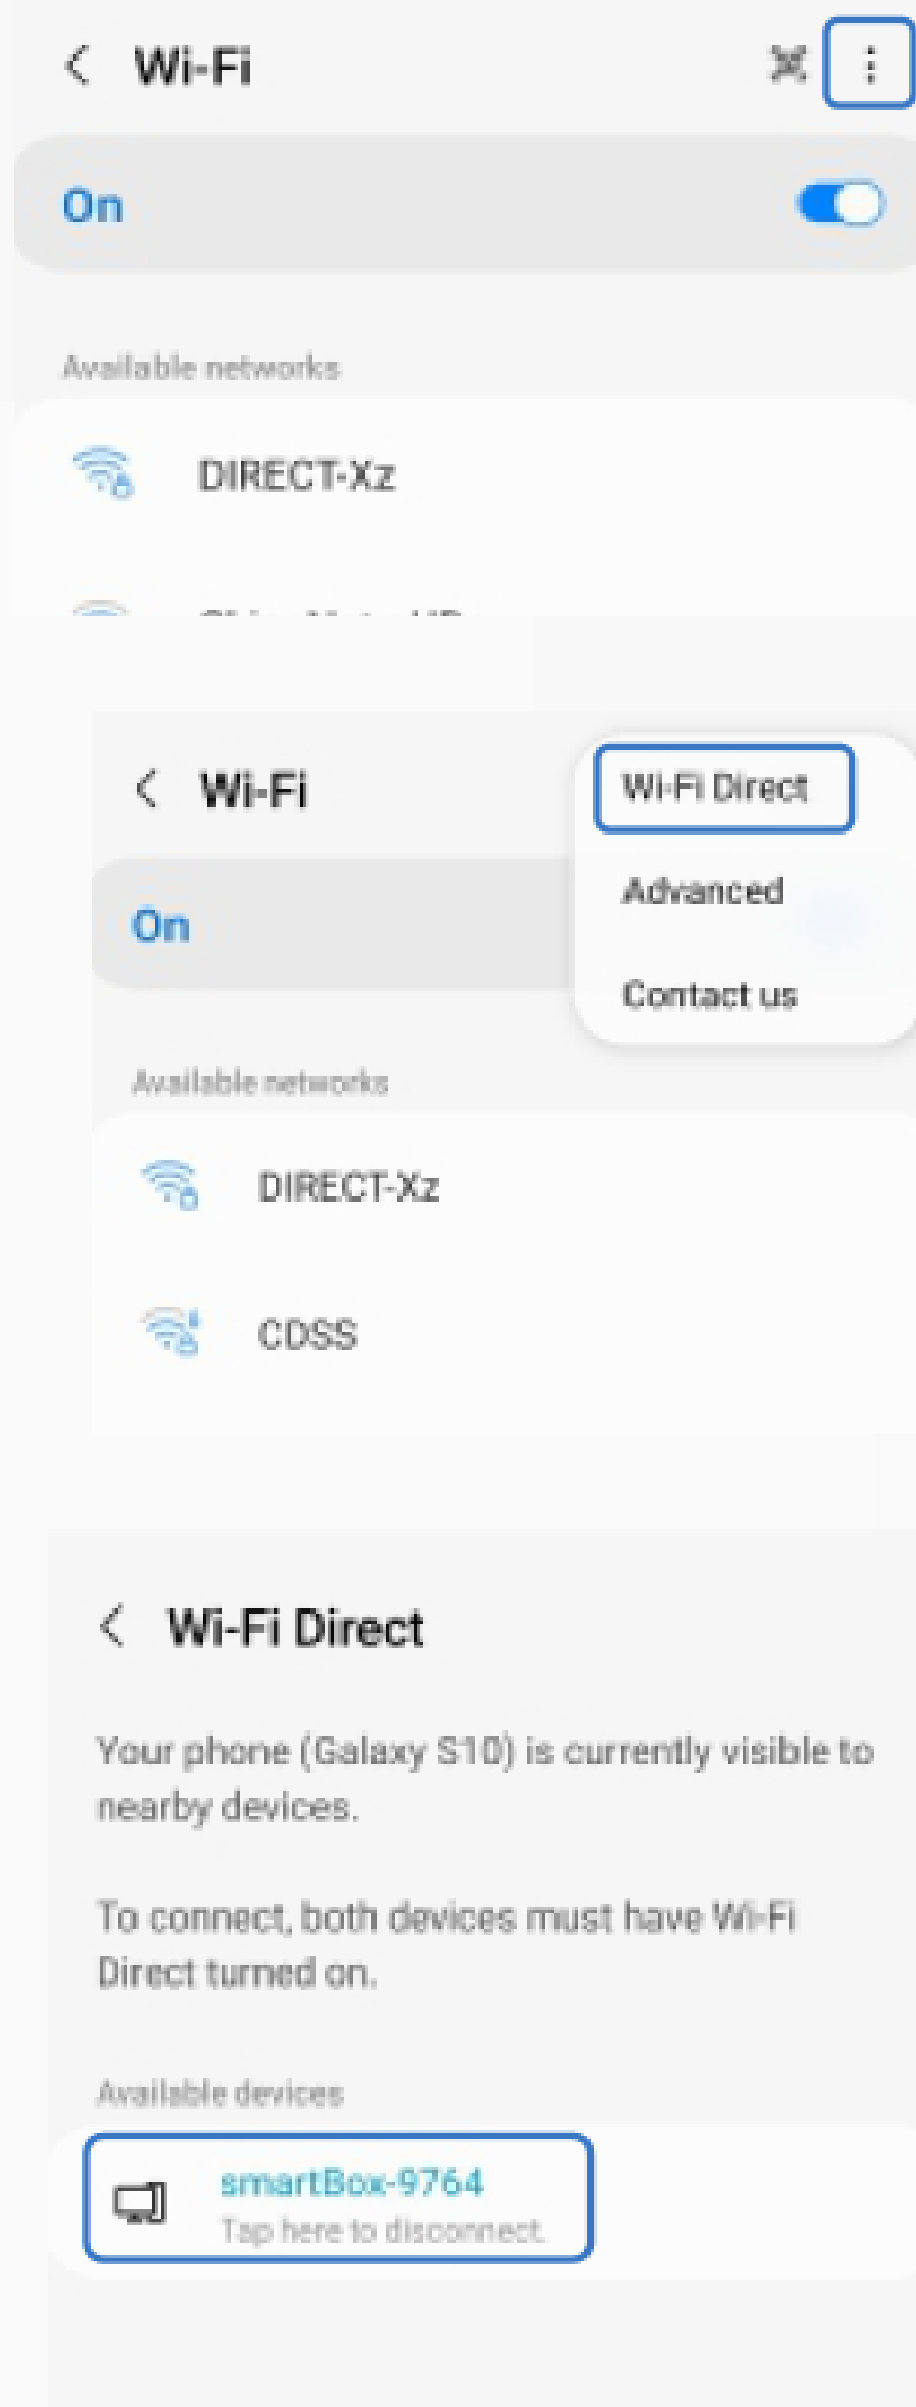 Wi-Fi
On
Available networks
DIRECT-Xz
Wi-Fi
Wi-Fi Direct
On
Advanced
Contact us
Available networks
DIRECT-Xz
CDSS
Wi-Fi Direct
Your phone (Galaxy S10) is currently visible to
nearby devices.
To connect, both devices must have Wi-Fi
Direct turned on.
Available devices
smartBox-9764
Tap here to disconnect.